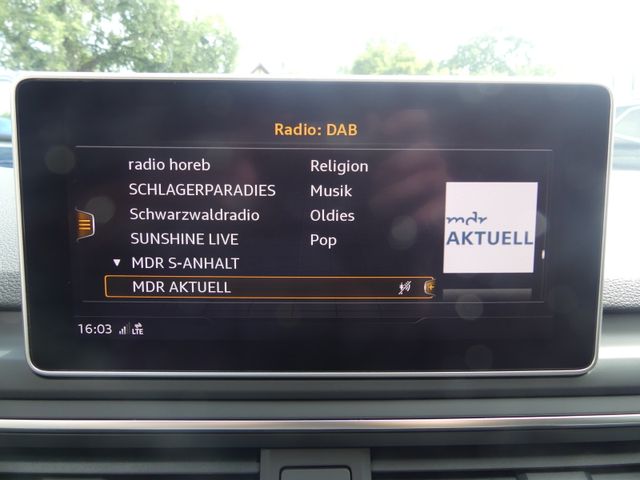 Radio: DAB
radio horeb Religion
SCHLAGERPARADIES Musik
Schwarzwaldradio Oldies
SUNSHINE LIVE Pop
MDR S-ANHALT
MDR AKTUELL
mdr
AKTUELL
16:03 LTE